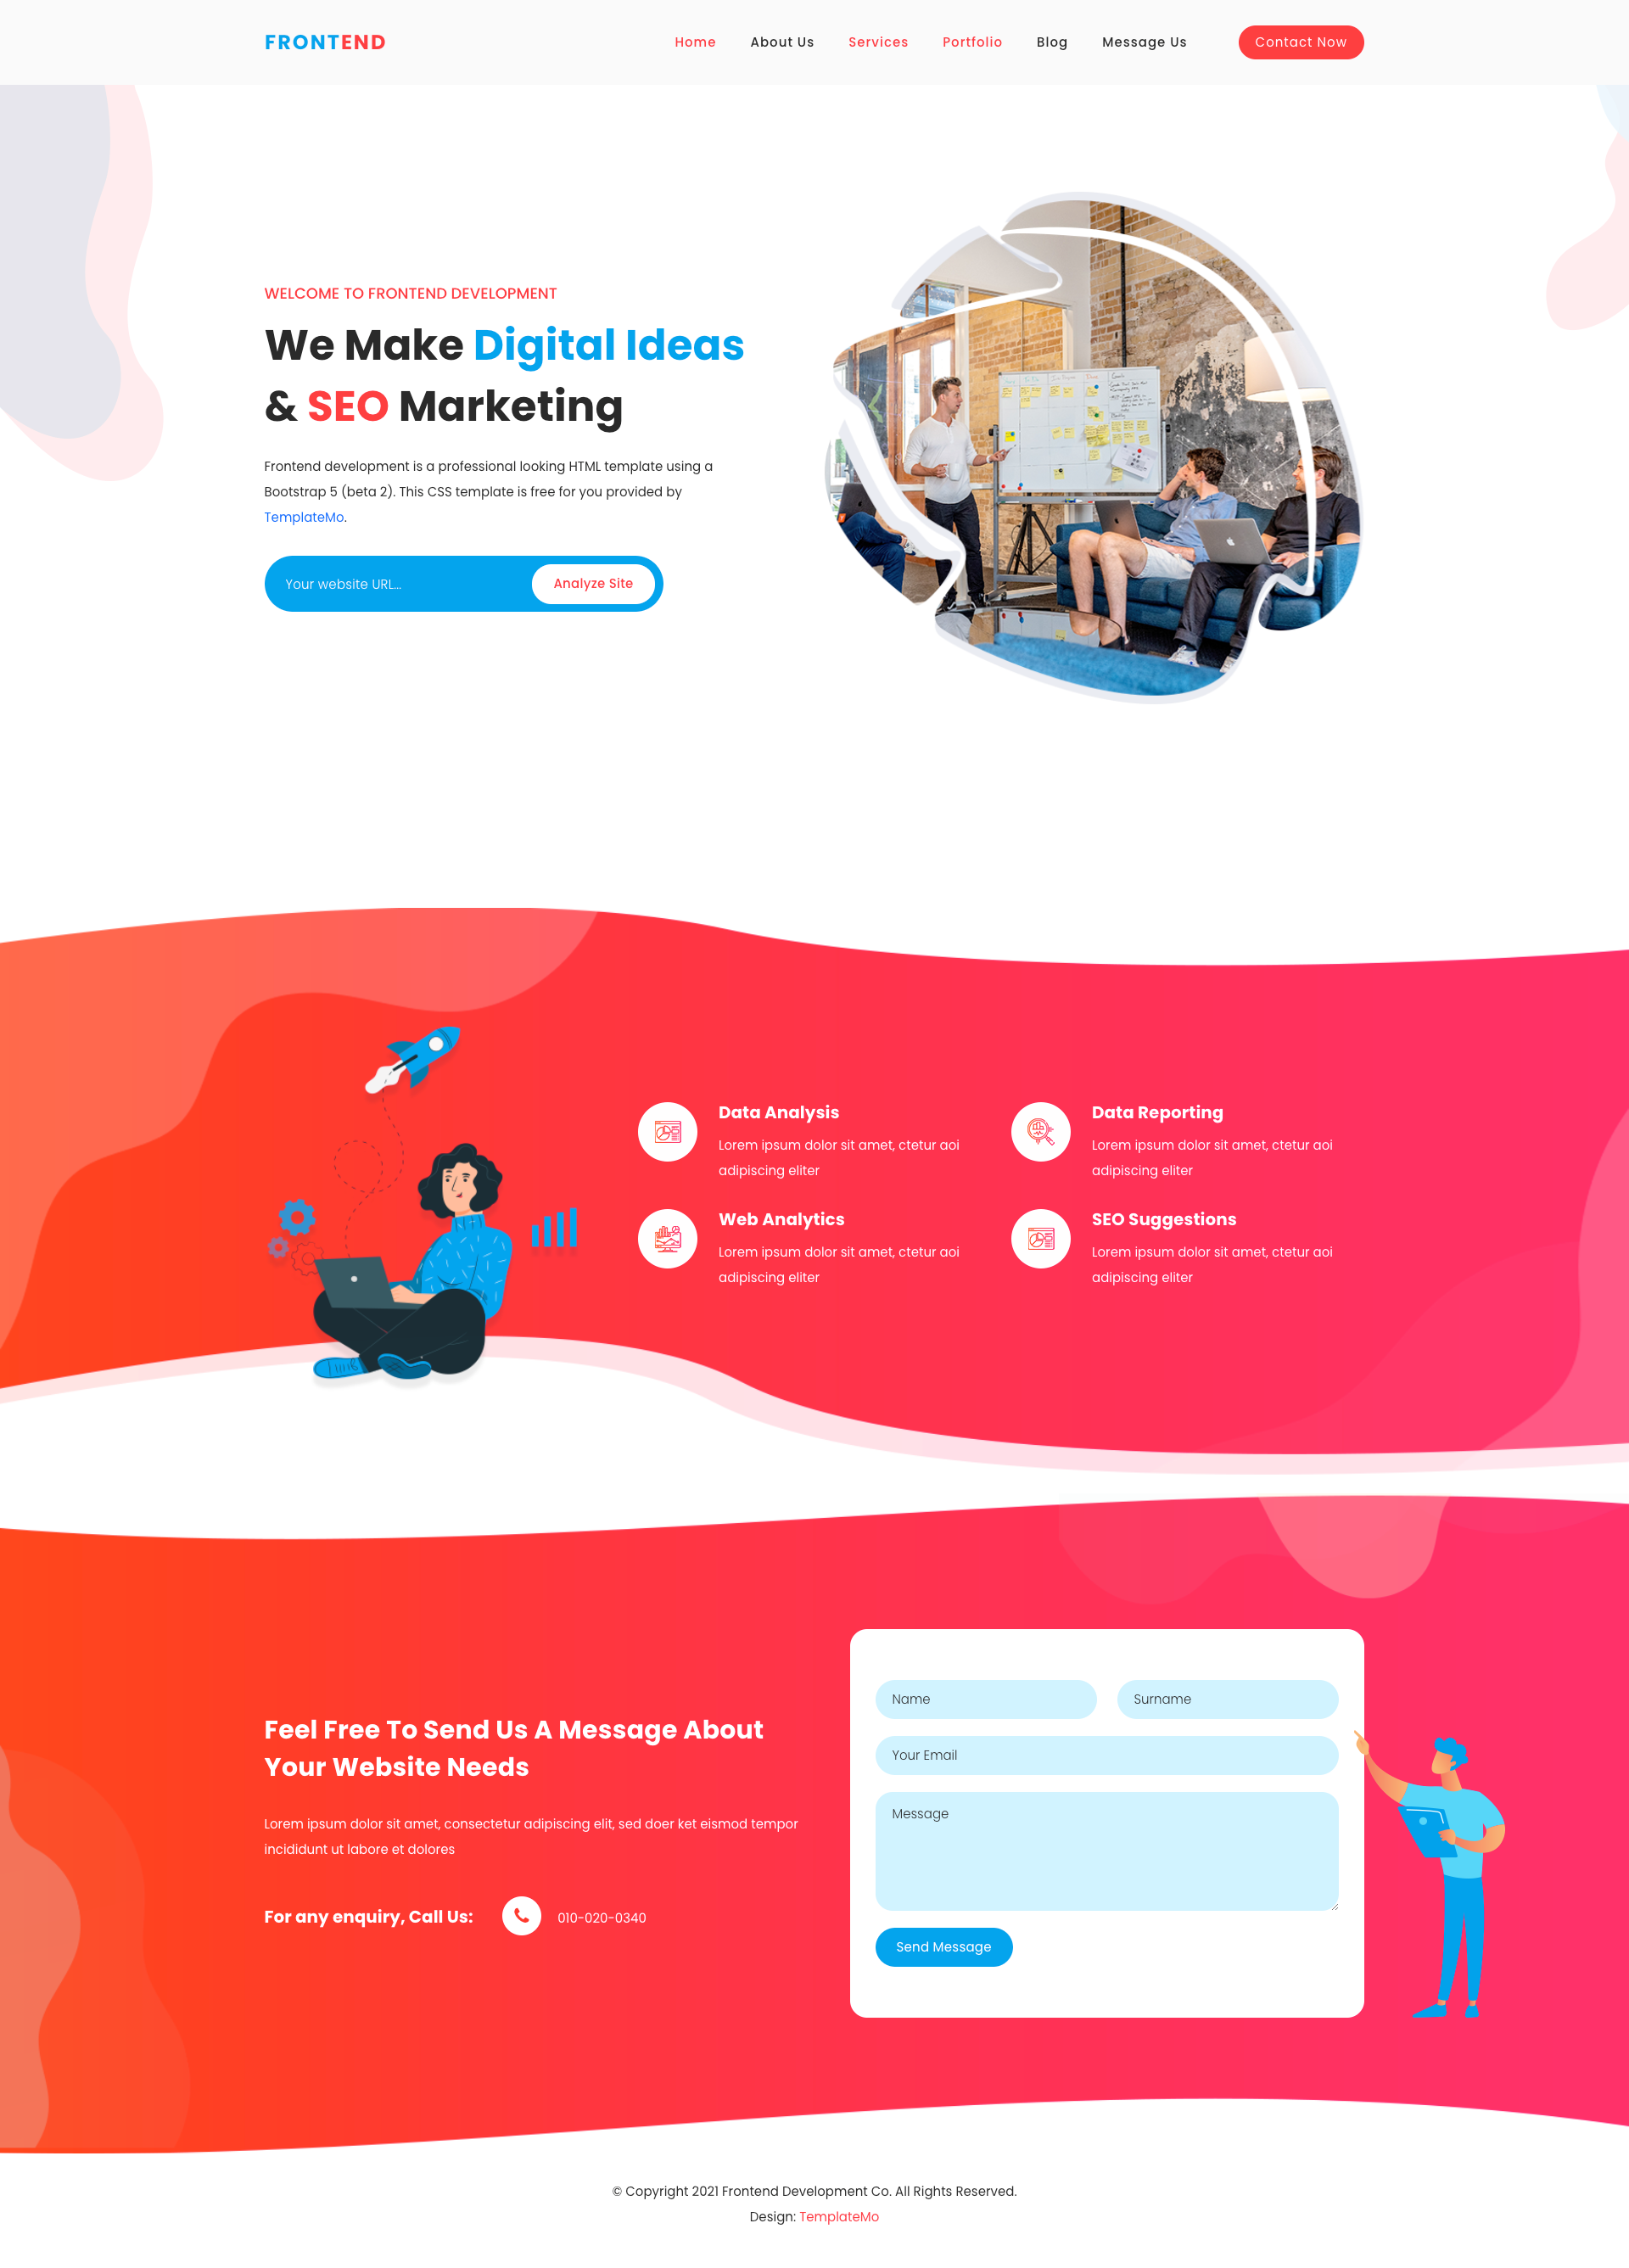 FRONTEND
Home About Us Services Portfolio Blog Message Us Contact Now
WELCOME TO FRONTEND DEVELOPMENT
We Make Digital Ideas
& SEO Marketing
Frontend development is a professional looking HTML template using a
Bootstrap 5 (beta 2). This CSS template is free for you provided by
TemplateMo.
Your website URL...
Analyze Site
Data Analysis
Lorem ipsum dolor sit amet, ctetur aoi
adipiscing eliter
Data Reporting
Lorem ipsum dolor sit amet, ctetur aoi
adipiscing eliter
Web Analytics
Lorem ipsum dolor sit amet, ctetur aoi
adipiscing eliter
SEO Suggestions
Lorem ipsum dolor sit amet, ctetur aoi
adipiscing eliter
Feel Free To Send Us A Message About
Your Website Needs
Lorem ipsum dolor sit amet, consectetur adipiscing elit, sed doer ket eismod tempor
incididunt ut labore et dolores
For any enquiry, Call Us:
010-020-0340
Name
Surname
Your Email
Message
Send Message
© Copyright 2021 Frontend Development Co. All Rights Reserved.
Design: TemplateMo